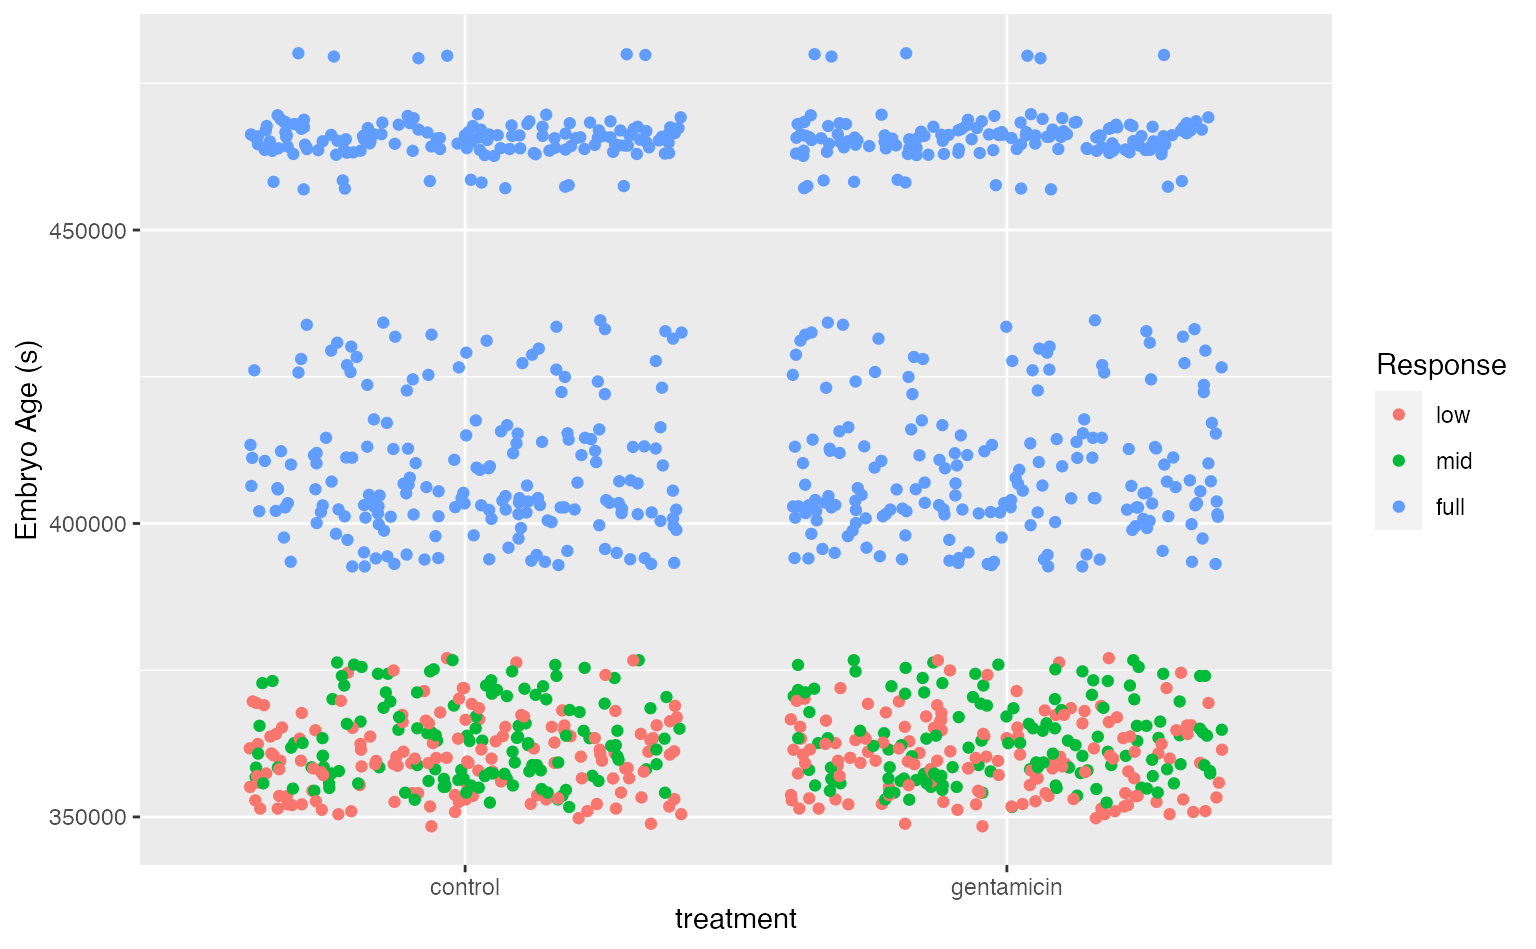 Embryo Age (s)
450000
400000
350000
control
gentamicin
treatment
Response
low
mid
full